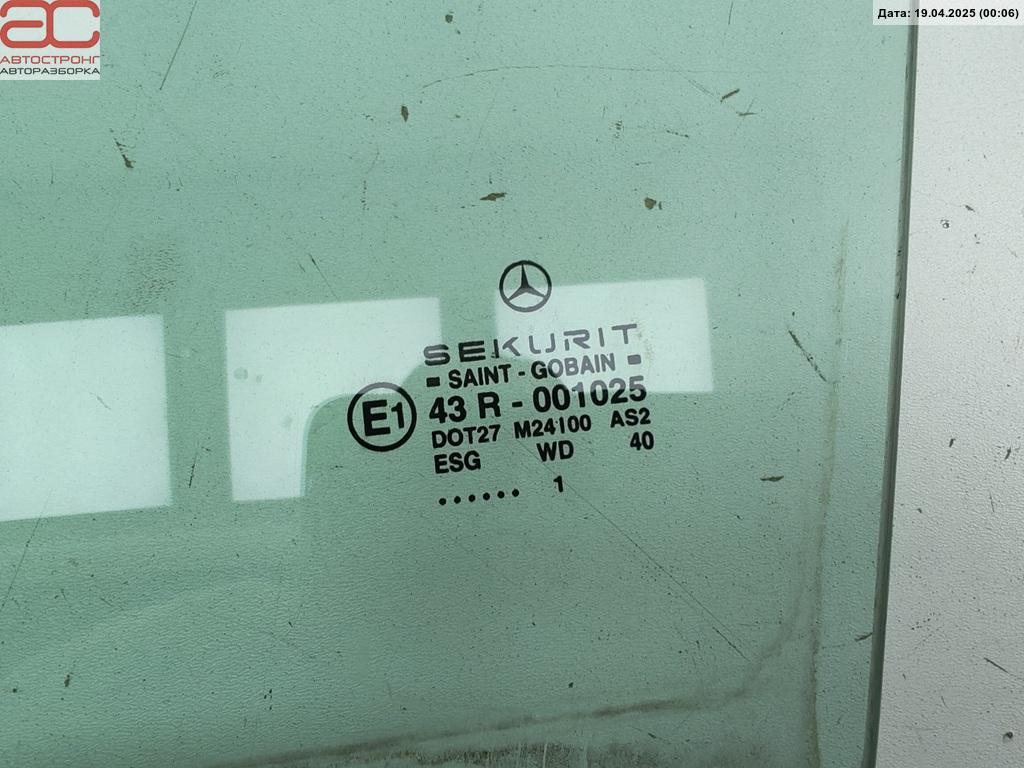 АВТОСТРОНГ
АВТОРАЗБОРКА
Дата: 19.04.2025 (00:06)
SEKURIT
SAINT - GOBAIN
E1
43 R - 001025
DOT27 M24100 AS2
ESG WD 40
...... 1